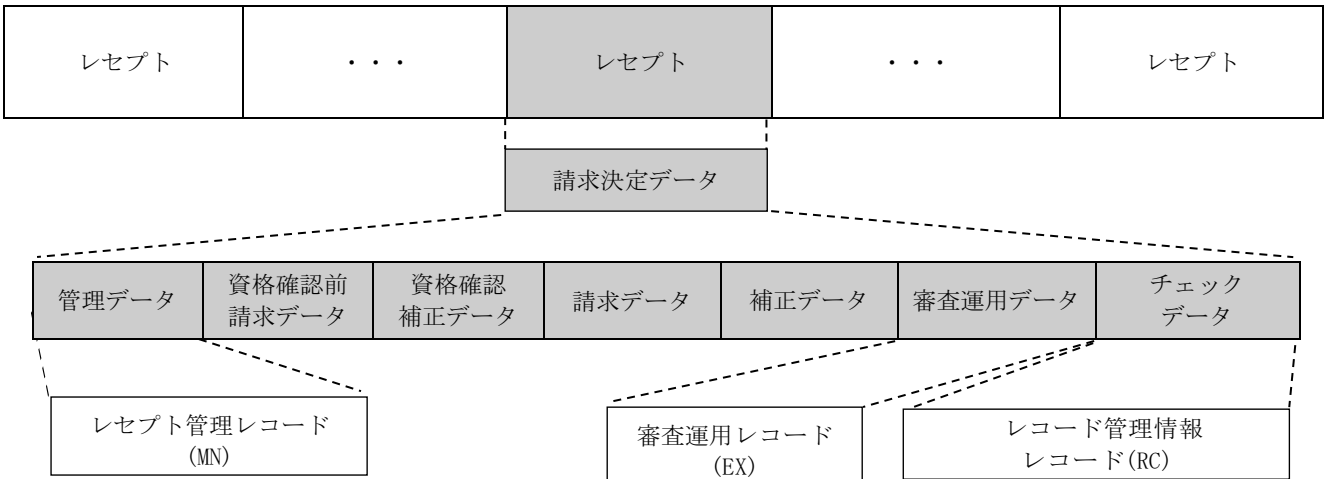 レセプト
・・・
レセプト
・・・
レセプト
請求決定データ
管理データ
資格確認前
請求データ
資格確認
補正データ
請求データ
補正データ
審査運用データ
チェック
データ
レセプト管理レコード
(MN)
審査運用レコード
(EX)
レコード管理情報
レコード(RC)